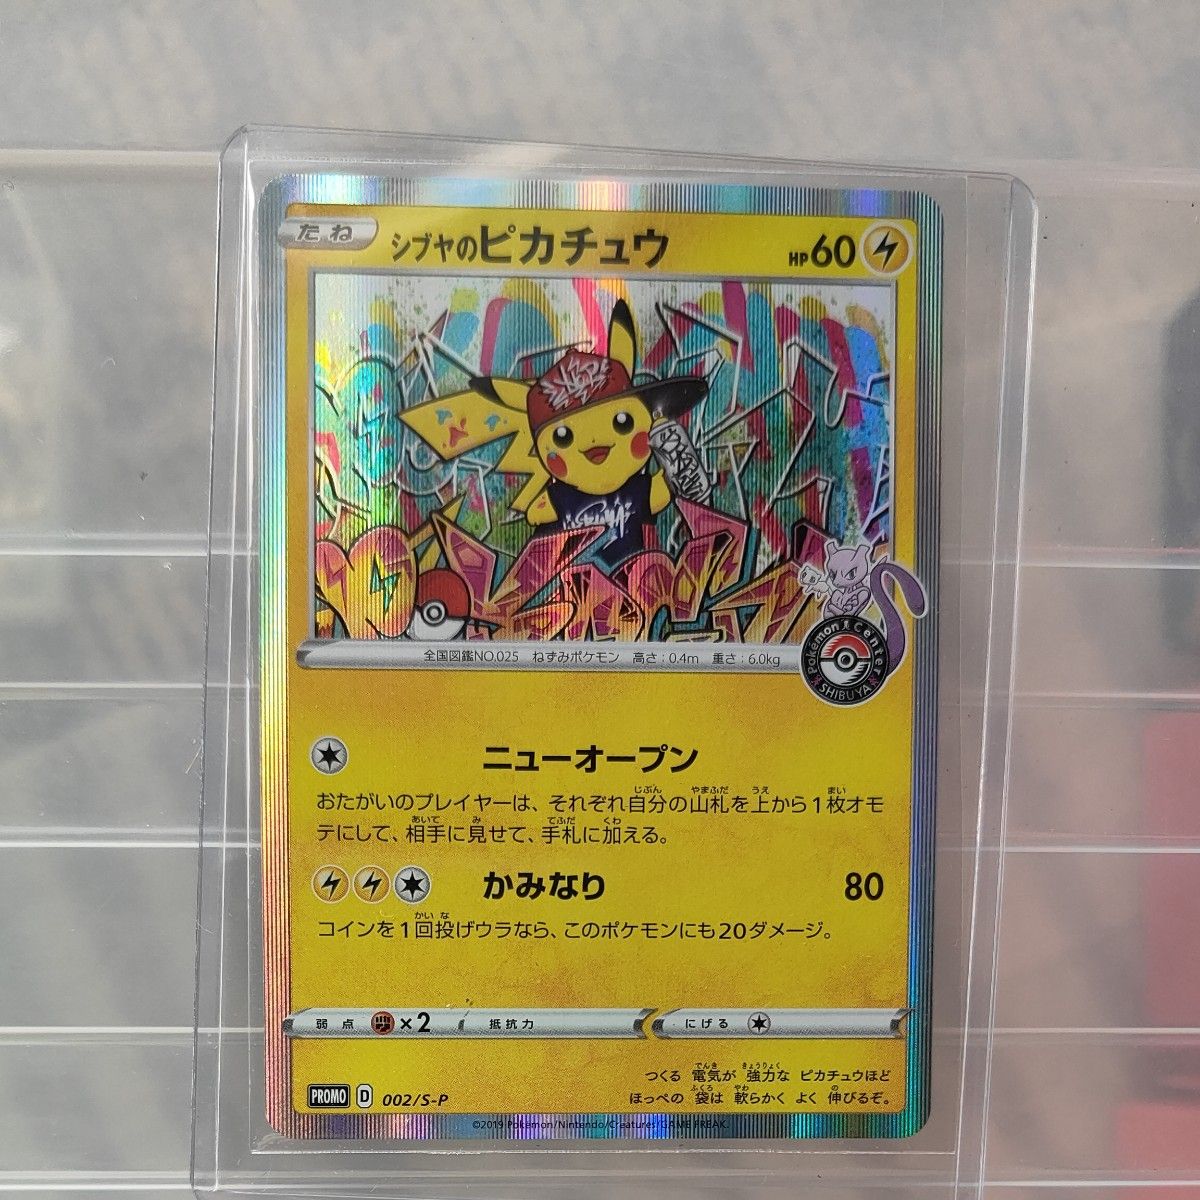 たね シブヤのピカチュウ HP60
全国図鑑NO.025 ねずみポケモン 高さ:0.4m 重さ:6.0kg
Pokémon Center
SHIBUYA
ニューオープン
おたがいのプレイヤーは、それぞれ自分の山札を上から1枚オモ
テにして、相手に見せて、手札に加える。
かみなり 80
コインを1回投げウラなら、このポケモンにも20ダメージ。
弱点 ×2 抵抗力 にげる
つくる 電気が 強力な ピカチュウほど
ほっぺの 袋は 軟らかく よく 伸びるぞ。
PROMO D 002/S-P
©2019 Pokémon/Nintendo/Creatures/GAME FREAK.